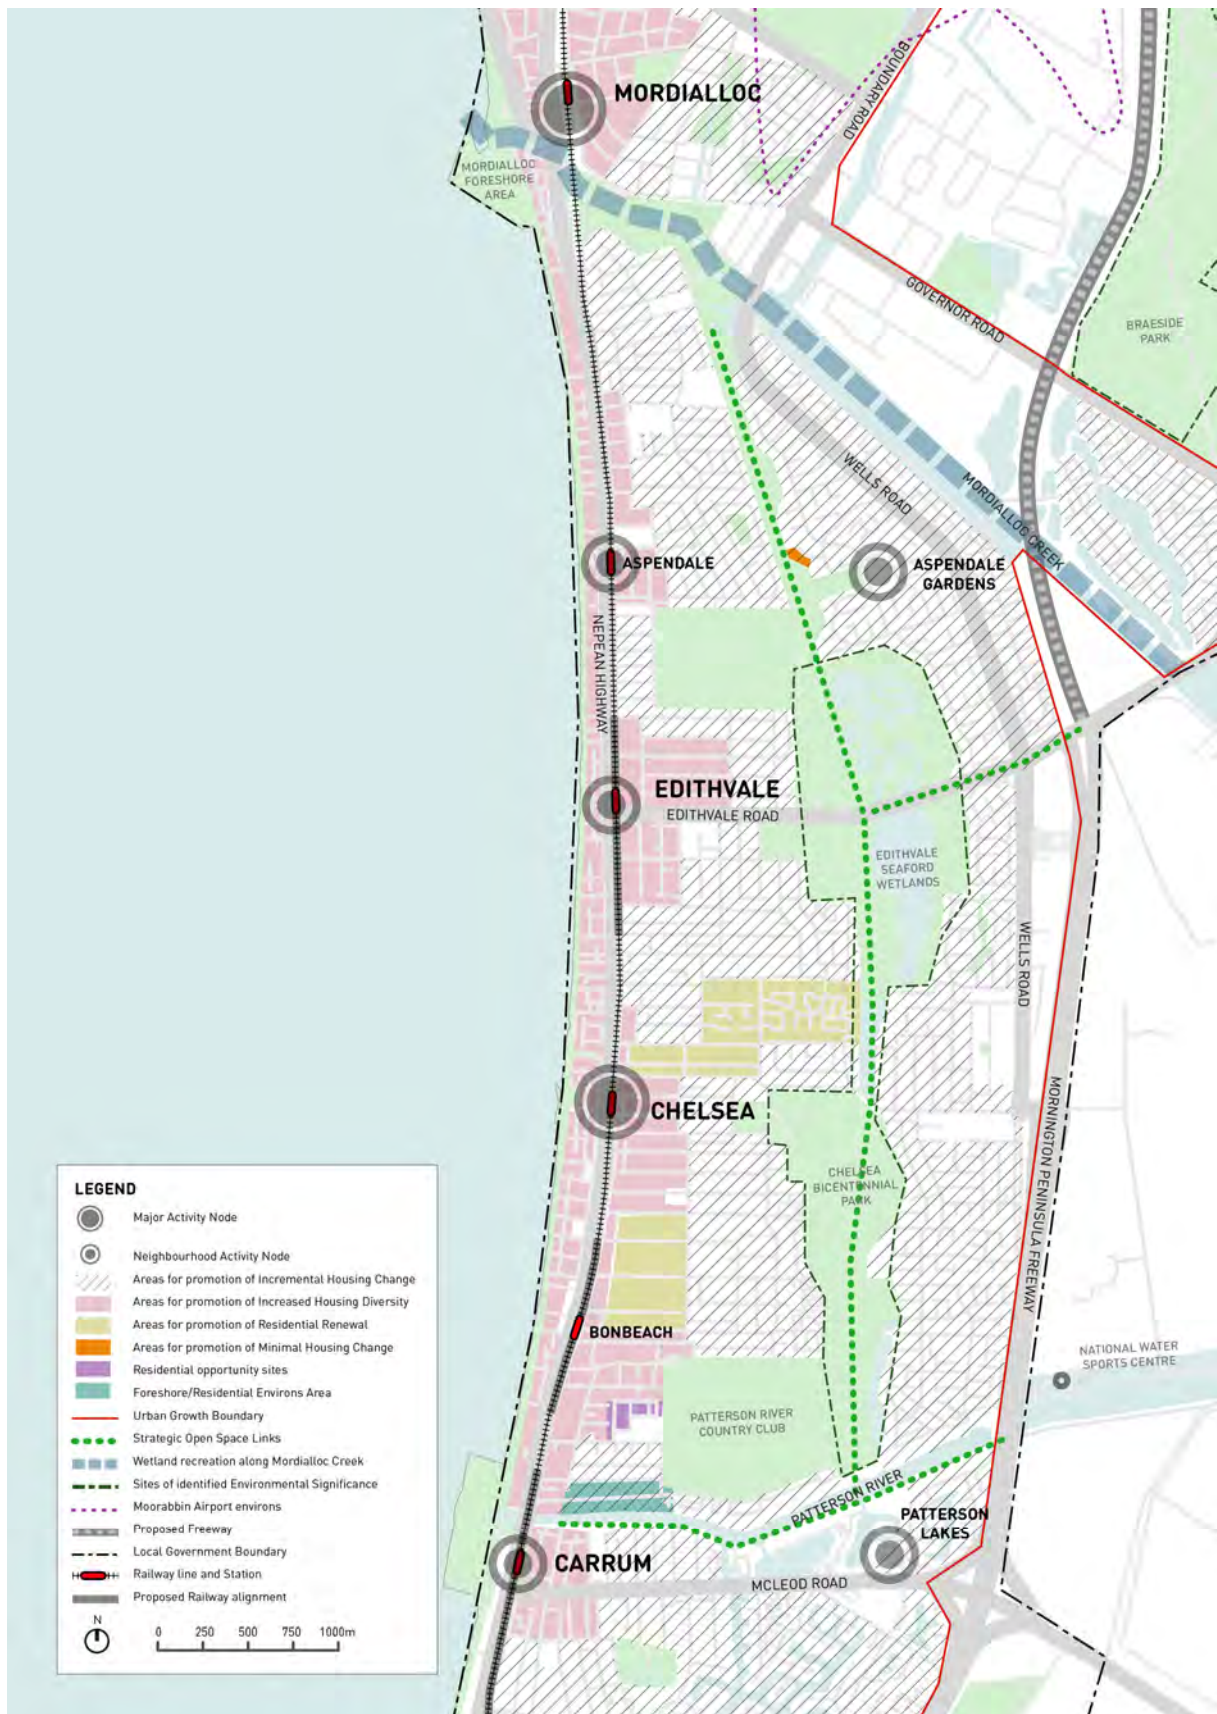 MORDIALLOC
BOUNDARY ROAD
MORDIALLOC
FORESHORE
AREA
GOVERNOR ROAD
BRAESIDE
PARK
WELLS ROAD
MORDIALLOC CREEK
ASPENDALE
ASPENDALE
GARDENS
NEPEAN HIGHWAY
EDITHVALE
EDITHVALE ROAD
EDITHVALE
SEAFORD
WETLANDS
WELLS ROAD
CHELSEA
MORNINGTON PENINSULA FREEWAY
CHELSEA
BICENTENNIAL
PARK
BONBEACH
NATIONAL WATER
SPORTS CENTRE
PATTERSON RIVER
COUNTRY CLUB
PATTERSON RIVER
PATTERSON
LAKES
CARRUM
MCLEOD ROAD
LEGEND
Major Activity Node
Neighbourhood Activity Node
Areas for promotion of Incremental Housing Change
Areas for promotion of Increased Housing Diversity
Areas for promotion of Residential Renewal
Areas for promotion of Minimal Housing Change
Residential opportunity sites
Foreshore/Residential Environs Area
Urban Growth Boundary
Strategic Open Space Links
Wetland recreation along Mordialloc Creek
Sites of identified Environmental Significance
Moorabbin Airport environs
Proposed Freeway
Local Government Boundary
Railway line and Station
Proposed Railway alignment
N
0 250 500 750 1000m